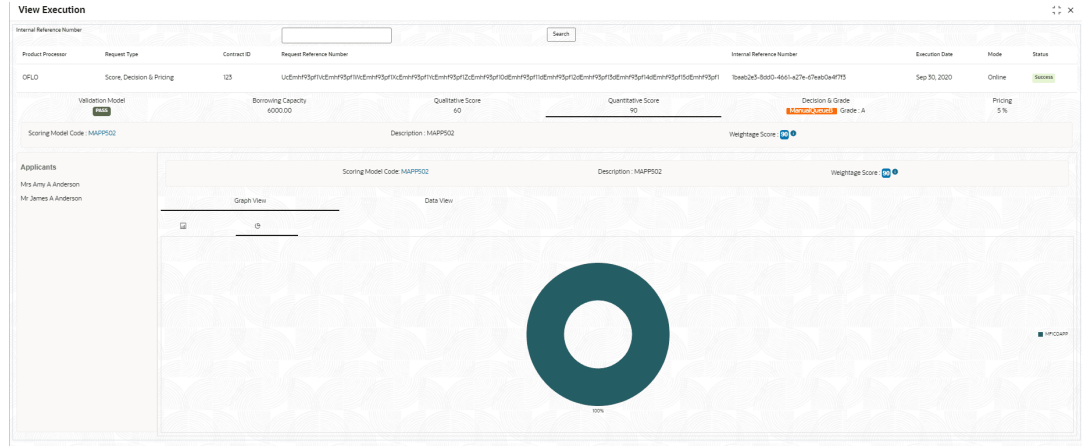 View Execution
Internal Reference Number
Search
Product Processor Request Type Contract ID Request Reference Number Internal Reference Number Execution Date Mode Status
OFLO Score, Decision & Pricing 123 Sep 30, 2020 Online Success
Validation Model Borrowing Capacity Qualitative Score Quantitative Score Decision & Grade Pricing
PASS 6000.00 60 90 ManualQueueB Grade : A 5 %
Scoring Model Code : MAPP502 Description : MAPP502 Weightage Score : 90
Applicants
Mrs Amy A Anderson
Mr James A Anderson
Scoring Model Code: MAPP502 Description : MAPP502 Weightage Score : 90
Graph View Data View
100%